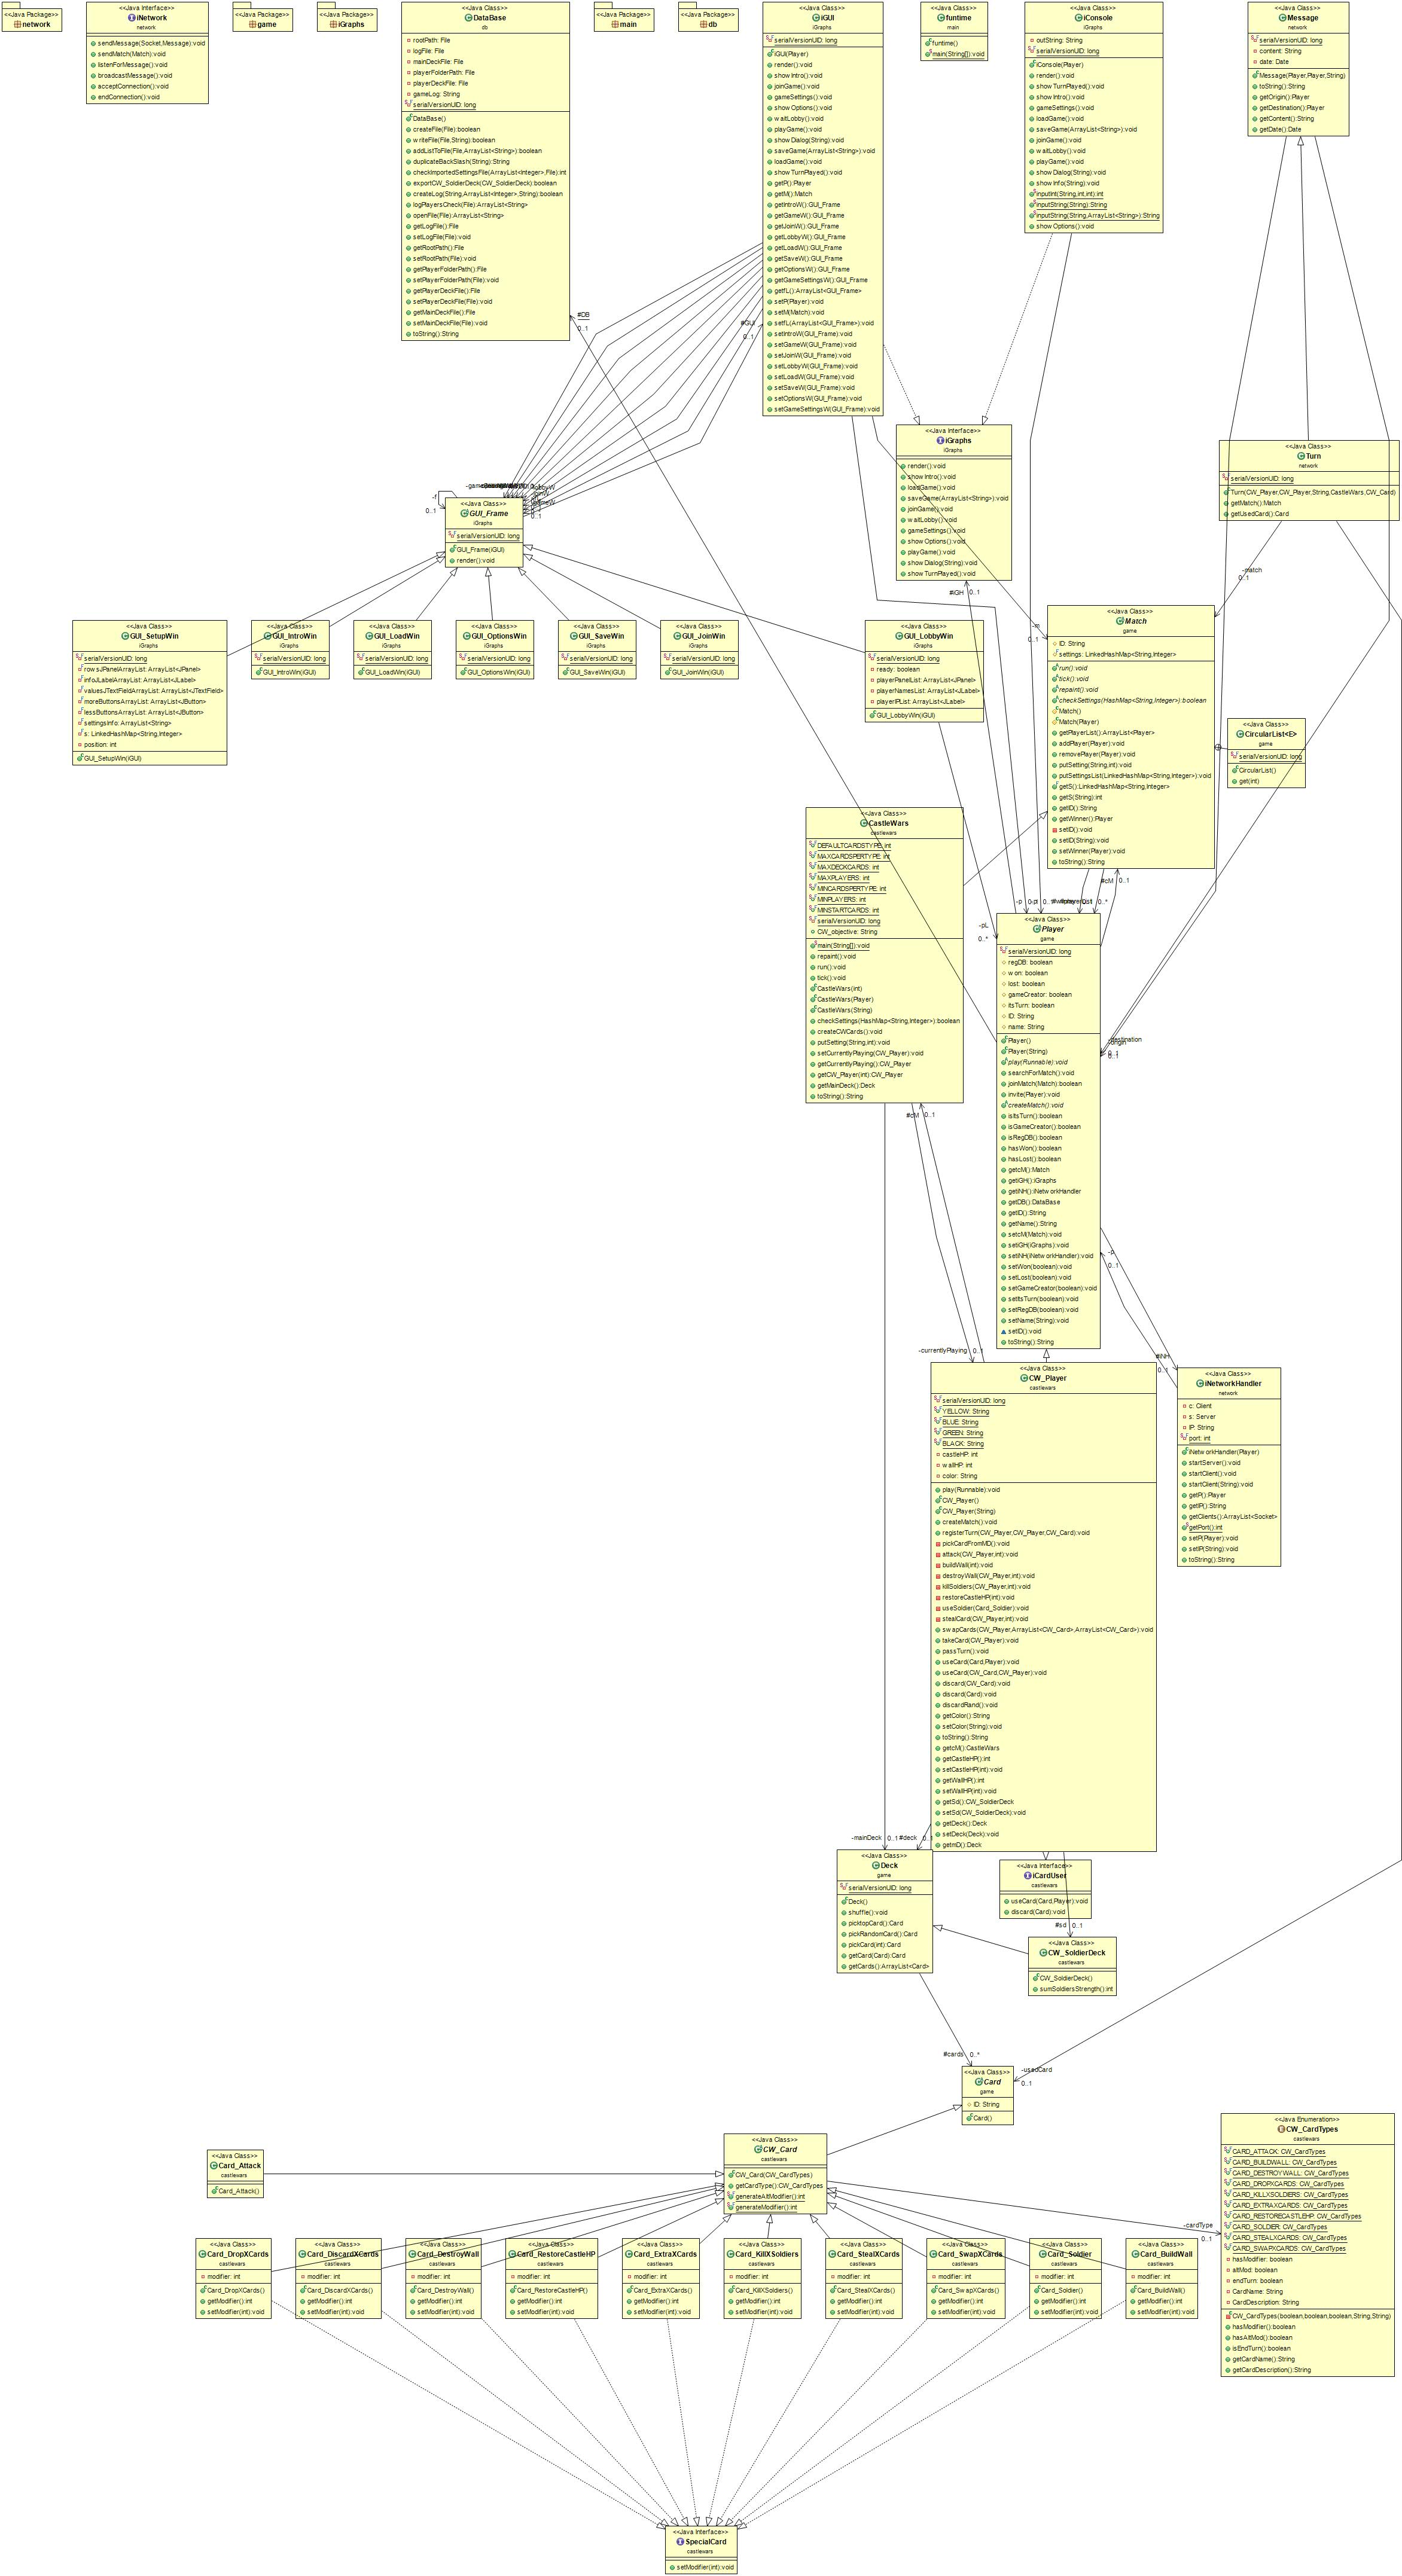 <<Java Package>>
network
<<Java Interface>>
iNetwork
network
sendMessage(Socket,Message):void
sendMatch(Match):void
listenForMessage():void
broadcastMessage():void
acceptConnection():void
endConnection():void
<<Java Package>>
game
<<Java Package>>
iGraphs
<<Java Class>>
DataBase
db
rootPath: File
logFile: File
mainDeckFile: File
playerFolderPath: File
playerDeckFile: File
gameLog: String
serialVersionUID: long
DataBase()
createFile(File):boolean
writeFile(File,String):boolean
addListToFile(File,ArrayList<String>):boolean
duplicateBackSlash(String):String
checkImportedSettingsFile(ArrayList<Integer>,File):int
exportCW_SoldierDeck(CW_SoldierDeck):boolean
createLog(String,ArrayList<Integer>,String):boolean
logPlayersCheck(File):ArrayList<String>
openFile(File):ArrayList<String>
getLogFile():File
setLogFile(File):void
getRootPath():File
setRootPath(File):void
getPlayerFolderPath():File
setPlayerFolderPath(File):void
getPlayerDeckFile():File
setPlayerDeckFile(File):void
getMainDeckFile():File
setMainDeckFile(File):void
toString():String
<<Java Package>>
main
<<Java Package>>
db
<<Java Class>>
iGUI
iGraphs
serialVersionUID: long
iGUI(Player)
render():void
showIntro():void
joinGame():void
gameSettings():void
showOptions():void
waitLobby():void
playGame():void
showDialog(String):void
saveGame(ArrayList<String>):void
loadGame():void
showTurnPlayed():void
getP():Player
getM():Match
getIntroW():GUI_Frame
getGameW():GUI_Frame
getJoinW():GUI_Frame
getLobbyW():GUI_Frame
getLoadW():GUI_Frame
getSaveW():GUI_Frame
getOptionsW():GUI_Frame
getGameSettingsW():GUI_Frame
getfL():ArrayList<GUI_Frame>
setP(Player):void
setM(Match):void
setfL(ArrayList<GUI_Frame>):void
setIntroW(GUI_Frame):void
setGameW(GUI_Frame):void
setJoinW(GUI_Frame):void
setLobbyW(GUI_Frame):void
setLoadW(GUI_Frame):void
setSaveW(GUI_Frame):void
setOptionsW(GUI_Frame):void
setGameSettingsW(GUI_Frame):void
<<Java Class>>
funtime
main
funtime()
main(String[]):void
<<Java Class>>
iConsole
iGraphs
outString: String
serialVersionUID: long
iConsole(Player)
render():void
showTurnPlayed():void
showIntro():void
gameSettings():void
loadGame():void
saveGame(ArrayList<String>):void
joinGame():void
waitLobby():void
playGame():void
showDialog(String):void
showInfo(String):void
inputInt(String,int,int):int
inputString(String):String
inputString(String,ArrayList<String>):String
showOptions():void
<<Java Class>>
Message
network
serialVersionUID: long
content: String
date: Date
Message(Player,Player,String)
toString():String
getOrigin():Player
getDestination():Player
getContent():String
getDate():Date
#DB
0..1
#GUI
0..1
<<Java Interface>>
iGraphs
iGraphs
render():void
showIntro():void
loadGame():void
saveGame(ArrayList<String>):void
joinGame():void
waitLobby():void
gameSettings():void
showOptions():void
playGame():void
showDialog(String):void
showTurnPlayed():void
<<Java Class>>
Turn
network
serialVersionUID: long
Turn(CW_Player,CW_Player,String,CastleWars,CW_Card)
getMatch():Match
getUsedCard():Card
-f
0..1
<<Java Class>>
GUI_Frame
iGraphs
serialVersionUID: long
GUI_Frame(iGUI)
render():void
0..1
-match
0..1
#iGH
0..1
<<Java Class>>
GUI_SetupWin
iGraphs
serialVersionUID: long
rowsJPanelArrayList: ArrayList<JPanel>
infoJLabelArrayList: ArrayList<JLabel>
valuesJTextFieldArrayList: ArrayList<JTextField>
moreButtonsArrayList: ArrayList<JButton>
lessButtonsArrayList: ArrayList<JButton>
settingsInfo: ArrayList<String>
s: LinkedHashMap<String,Integer>
position: int
GUI_SetupWin(iGUI)
<<Java Class>>
GUI_IntroWin
iGraphs
serialVersionUID: long
GUI_IntroWin(iGUI)
<<Java Class>>
GUI_LoadWin
iGraphs
serialVersionUID: long
GUI_LoadWin(iGUI)
<<Java Class>>
GUI_OptionsWin
iGraphs
serialVersionUID: long
GUI_OptionsWin(iGUI)
<<Java Class>>
GUI_SaveWin
iGraphs
serialVersionUID: long
GUI_SaveWin(iGUI)
<<Java Class>>
GUI_JoinWin
iGraphs
serialVersionUID: long
GUI_JoinWin(iGUI)
<<Java Class>>
GUI_LobbyWin
iGraphs
serialVersionUID: long
ready: boolean
playerPanelList: ArrayList<JPanel>
playerNamesList: ArrayList<JLabel>
playerIPList: ArrayList<JLabel>
GUI_LobbyWin(iGUI)
-m
0..1
<<Java Class>>
Match
game
ID: String
settings: LinkedHashMap<String,Integer>
run():void
tick():void
repaint():void
checkSettings(HashMap<String,Integer>):boolean
Match()
Match(Player)
getPlayerList():ArrayList<Player>
addPlayer(Player):void
removePlayer(Player):void
putSetting(String,int):void
putSettingsList(LinkedHashMap<String,Integer>):void
getS():LinkedHashMap<String,Integer>
getS(String):int
getID():String
getWinner():Player
setID():void
setID(String):void
setWinner(Player):void
toString():String
<<Java Class>>
CircularList<E>
game
serialVersionUID: long
CircularList()
get(int)
<<Java Class>>
CastleWars
castlewars
DEFAULTCARDSTYPE: int
MAXCARDSPERTYPE: int
MAXDECKCARDS: int
MAXPLAYERS: int
MINCARDSPERTYPE: int
MINPLAYERS: int
MINSTARTCARDS: int
serialVersionUID: long
CW_objective: String
main(String[]):void
repaint():void
run():void
tick():void
CastleWars(int)
CastleWars(Player)
CastleWars(String)
checkSettings(HashMap<String,Integer>):boolean
createCWCards():void
putSetting(String,int):void
setCurrentlyPlaying(CW_Player):void
getCurrentlyPlaying():CW_Player
getCW_Player(int):CW_Player
getMainDeck():Deck
toString():String
-p
#cM
0..1
0..*
-pL
0..*
<<Java Class>>
Player
game
serialVersionUID: long
regDB: boolean
won: boolean
lost: boolean
gameCreator: boolean
itsTurn: boolean
ID: String
name: String
Player()
Player(String)
play(Runnable):void
searchForMatch():void
joinMatch(Match):boolean
invite(Player):void
createMatch():void
isItsTurn():boolean
isGameCreator():boolean
isRegDB():boolean
hasWon():boolean
hasLost():boolean
getcM():Match
getiGH():iGraphs
getiNH():iNetworkHandler
getDB():DataBase
getID():String
getName():String
setcM(Match):void
setiGH(iGraphs):void
setiNH(iNetworkHandler):void
setWon(boolean):void
setLost(boolean):void
setGameCreator(boolean):void
setItsTurn(boolean):void
setRegDB(boolean):void
setName(String):void
setID():void
toString():String
#cM
0..1
-p
0..1
-currentlyPlaying
0..1
#iNH
0..1
<<Java Class>>
CW_Player
castlewars
serialVersionUID: long
YELLOW: String
BLUE: String
GREEN: String
BLACK: String
castleHP: int
wallHP: int
color: String
play(Runnable):void
CW_Player()
CW_Player(String)
createMatch():void
registerTurn(CW_Player,CW_Player,CW_Card):void
pickCardFromMD():void
attack(CW_Player,int):void
buildWall(int):void
destroyWall(CW_Player,int):void
killSoldiers(CW_Player,int):void
restoreCastleHP(int):void
useSoldier(Card_Soldier):void
stealCard(CW_Player,int):void
swapCards(CW_Player,ArrayList<CW_Card>,ArrayList<CW_Card>):void
takeCard(CW_Player):void
passTurn():void
useCard(Card,Player):void
useCard(CW_Card,CW_Player):void
discard(CW_Card):void
discard(Card):void
discardRand():void
getColor():String
setColor(String):void
toString():String
getcM():CastleWars
getCastleHP():int
setCastleHP(int):void
getWallHP():int
setWallHP(int):void
getSd():CW_SoldierDeck
setSd(CW_SoldierDeck):void
getDeck():Deck
setDeck(Deck):void
getmD():Deck
<<Java Class>>
iNetworkHandler
network
c: Client
s: Server
IP: String
port: int
iNetworkHandler(Player)
startServer():void
startClient():void
startClient(String):void
getP():Player
getIP():String
getClients():ArrayList<Socket>
getPort():int
setP(Player):void
setIP(String):void
toString():String
-mainDeck
0..1
#deck
<<Java Class>>
Deck
game
serialVersionUID: long
Deck()
shuffle():void
picktopCard():Card
pickRandomCard():Card
pickCard(int):Card
getCard(Card):Card
getCards():ArrayList<Card>
<<Java Interface>>
iCardUser
castlewars
useCard(Card,Player):void
discard(Card):void
#sd
0..1
<<Java Class>>
CW_SoldierDeck
castlewars
CW_SoldierDeck()
sumSoldiersStrength():int
#cards
0..*
-usedCard
0..1
<<Java Class>>
Card
game
ID: String
Card()
<<Java Class>>
Card_Attack
castlewars
Card_Attack()
<<Java Class>>
CW_Card
castlewars
CW_Card(CW_CardTypes)
getCardType():CW_CardTypes
generateAltModifier():int
generateModifier():int
-cardType
0..1
<<Java Enumeration>>
CW_CardTypes
castlewars
CARD_ATTACK: CW_CardTypes
CARD_BUILDWALL: CW_CardTypes
CARD_DESTROYWALL: CW_CardTypes
CARD_DROPXCARDS: CW_CardTypes
CARD_KILLXSOLDIERS: CW_CardTypes
CARD_EXTRAXCARDS: CW_CardTypes
CARD_RESTORECASTLEHP: CW_CardTypes
CARD_SOLDIER: CW_CardTypes
CARD_STEALXCARDS: CW_CardTypes
CARD_SWAPXCARDS: CW_CardTypes
hasModifier: boolean
altMod: boolean
endTurn: boolean
CardName: String
CardDescription: String
CW_CardTypes(boolean,boolean,boolean,String,String)
hasModifier():boolean
hasAltMod():boolean
isEndTurn():boolean
getCardName():String
getCardDescription():String
<<Java Class>>
Card_DropXCards
castlewars
modifier: int
Card_DropXCards()
getModifier():int
setModifier(int):void
<<Java Class>>
Card_DiscardXCards
castlewars
modifier: int
Card_DiscardXCards()
getModifier():int
setModifier(int):void
<<Java Class>>
Card_DestroyWall
castlewars
modifier: int
Card_DestroyWall()
getModifier():int
setModifier(int):void
<<Java Class>>
Card_RestoreCastleHP
castlewars
modifier: int
Card_RestoreCastleHP()
getModifier():int
setModifier(int):void
<<Java Class>>
Card_ExtraXCards
castlewars
modifier: int
Card_ExtraXCards()
getModifier():int
setModifier(int):void
<<Java Class>>
Card_KillXSoldiers
castlewars
modifier: int
Card_KillXSoldiers()
getModifier():int
setModifier(int):void
<<Java Class>>
Card_StealXCards
castlewars
modifier: int
Card_StealXCards()
getModifier():int
setModifier(int):void
<<Java Class>>
Card_SwapXCards
castlewars
modifier: int
Card_SwapXCards()
getModifier():int
setModifier(int):void
<<Java Class>>
Card_Soldier
castlewars
modifier: int
Card_Soldier()
getModifier():int
setModifier(int):void
<<Java Class>>
Card_BuildWall
castlewars
modifier: int
Card_BuildWall()
getModifier():int
setModifier(int):void
<<Java Interface>>
SpecialCard
castlewars
setModifier(int):void